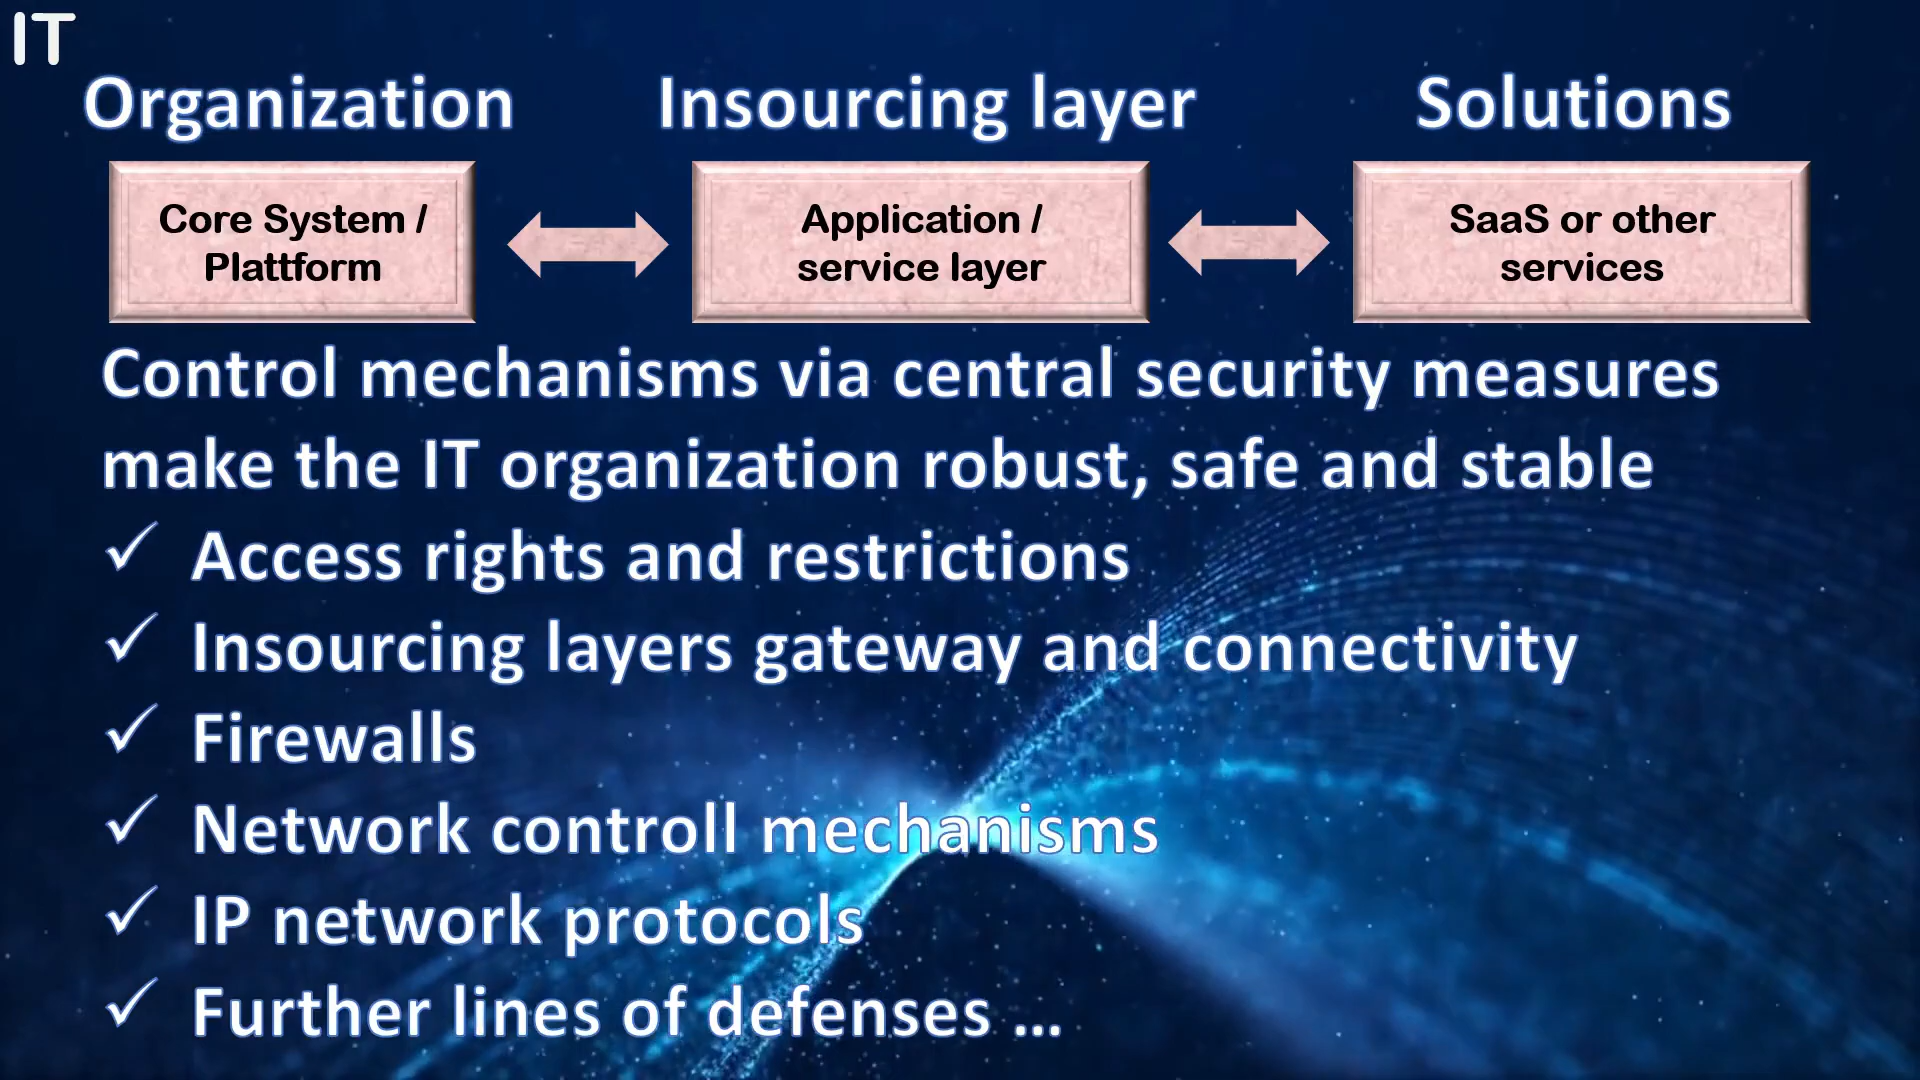 IT
Organization
Insourcing layer
Solutions
Core System /
Plattform
Application /
service layer
SaaS or other
services
Control mechanisms via central security measures
make the IT organization robust, safe and stable
✓ Access rights and restrictions
✓ Insourcing layers gateway and connectivity
✓ Firewalls
✓ Network controll mechanisms
✓ IP network protocols
✓ Further lines of defenses ...